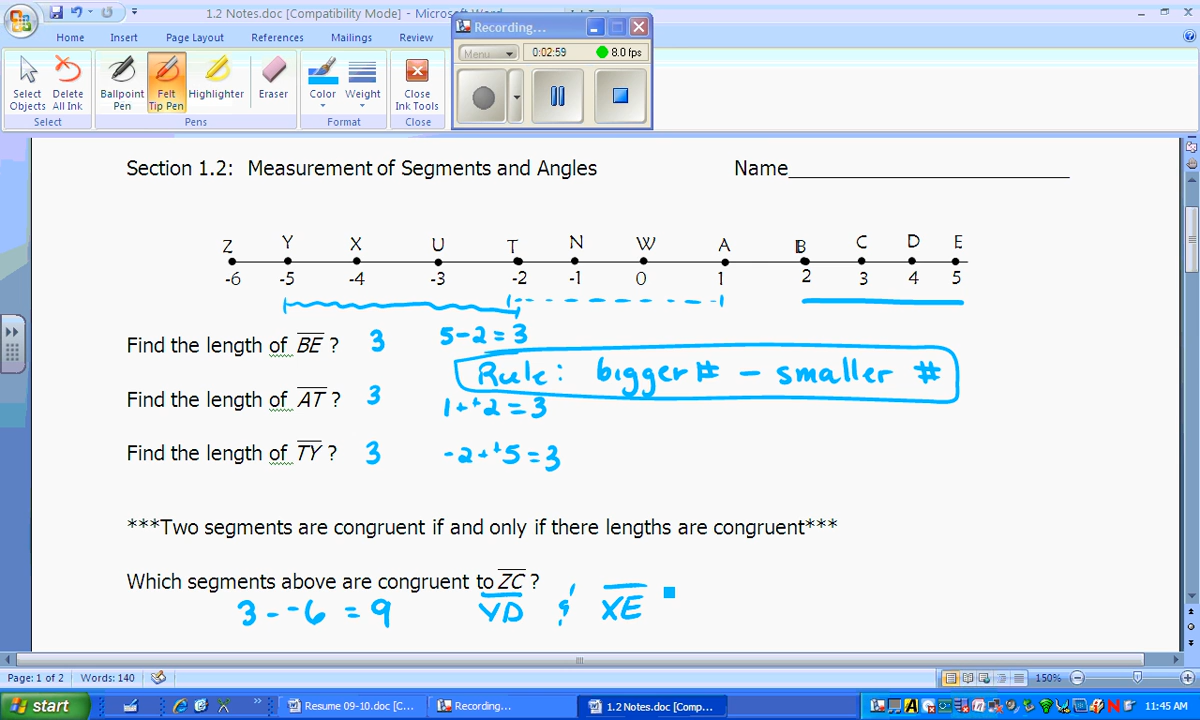 1.2 Notes.doc [Compatibility Mode] - Microsoft Word
Recording...
Menu 0:02:59 8.0 fps
Home Insert Page Layout References Mailings Review
Select Objects Delete All Ink Ballpoint Pen Felt Tip Pen Highlighter Eraser Color Weight Close Ink Tools
Select Pens Format Close
Section 1.2: Measurement of Segments and Angles Name
Z Y X U T N W A B C D E
-6 -5 -4 -3 -2 -1 0 1 2 3 4 5
Find the length of BE ? 3 5-2=3
Rule: bigger # - smaller #
Find the length of AT ? 3 1++2=3
Find the length of TY ? 3 -2++5=3
***Two segments are congruent if and only if there lengths are congruent***
Which segments above are congruent to ZC ?
3--6=9 YD & XE
Page: 1 of 2 Words: 140 150%
start Resume 09-10.doc [C... Recording... 1.2 Notes.doc [Comp... 11:45 AM